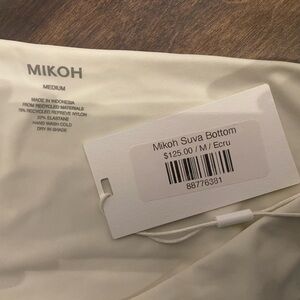 MIKOH
MEDIUM
MADE IN INDONESIA
FROM RECYCLED MATERIALS
78% RECYCLED REPREVE NYLON
22% ELASTANE
HAND WASH COLD
DRY IN SHADE
Mikoh Suva Bottom
$125.00 / M / Ecru
88776381